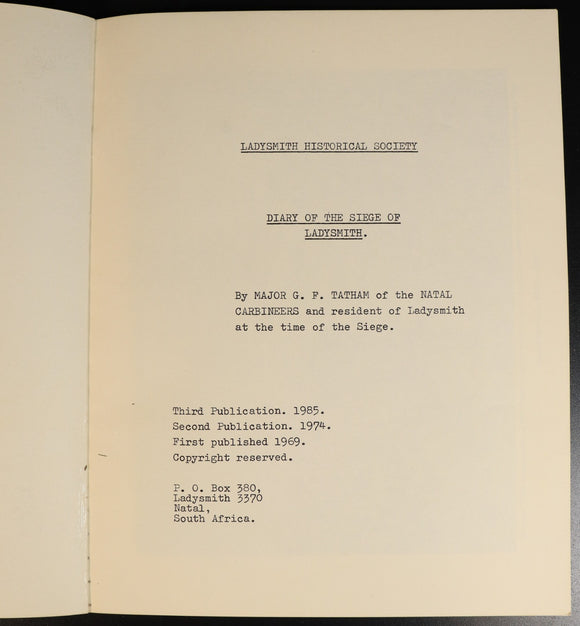 LADYSMITH HISTORICAL SOCIETY
DIARY OF THE SIEGE OF
LADYSMITH.
By MAJOR G. F. TATHAM of the NATAL
CARBINEERS and resident of Ladysmith
at the time of the Siege.
Third Publication. 1985.
Second Publication. 1974.
First published 1969.
Copyright reserved.
P. O. Box 380,
Ladysmith 3370
Natal,
South Africa.